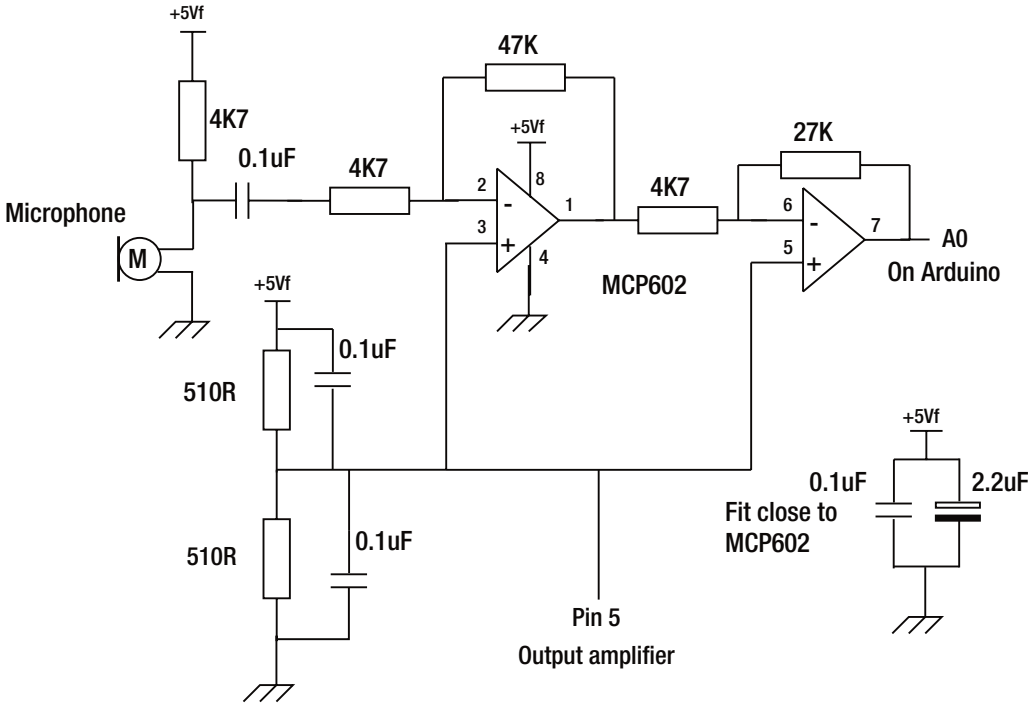 +5Vf
47K
4K7
+5Vf
27K
0.1uF
4K7
8
4K7
2
-
1
6
-
7
Microphone
3
+
5
+
A0
M
4
On Arduino
+5Vf
MCP602
0.1uF
510R
+5Vf
0.1uF
2.2uF
Fit close to
MCP602
510R
0.1uF
Pin 5
Output amplifier